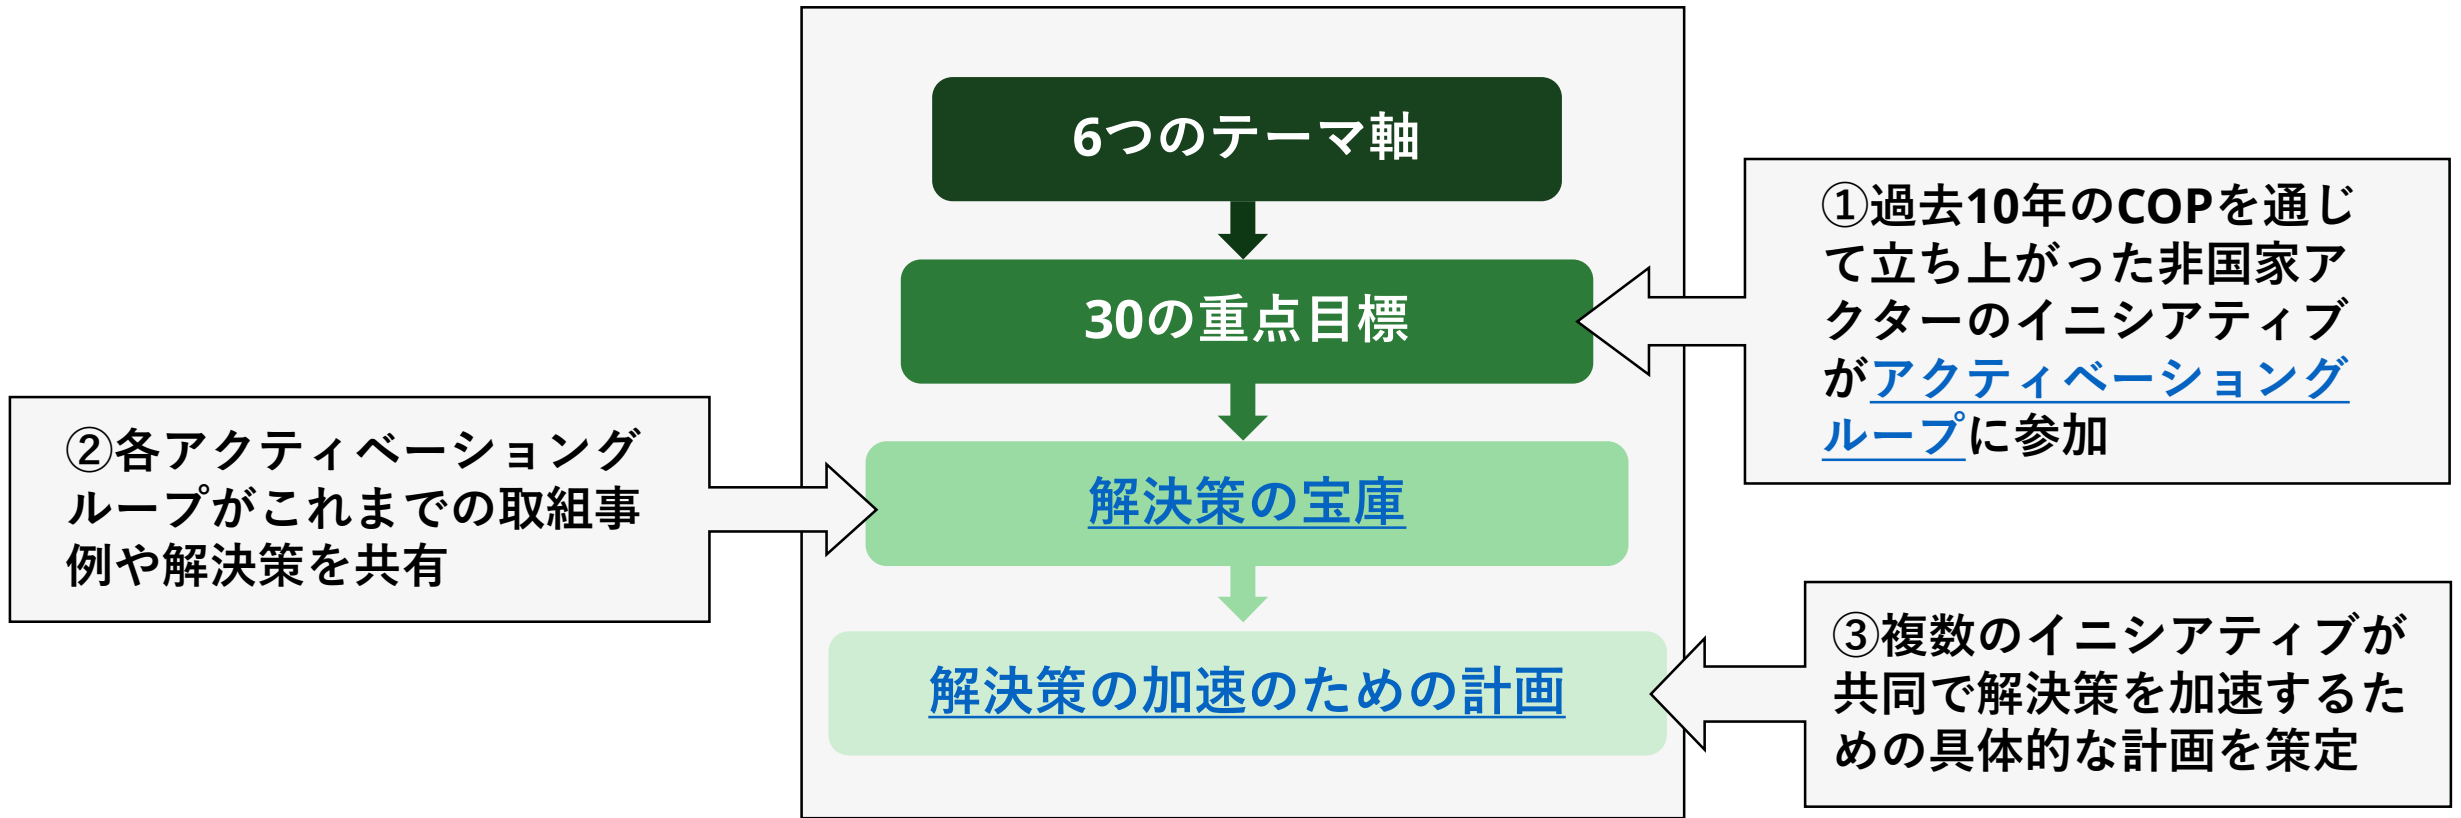 6つのテーマ軸
30の重点目標
解決策の宝庫
解決策の加速のための計画
①過去10年のCOPを通じ
て立ち上がった非国家ア
クターのイニシアティブ
がアクティベーショング
ループに参加
②各アクティベーショング
ループがこれまでの取組事
例や解決策を共有
③複数のイニシアティブが
共同で解決策を加速するた
めの具体的な計画を策定